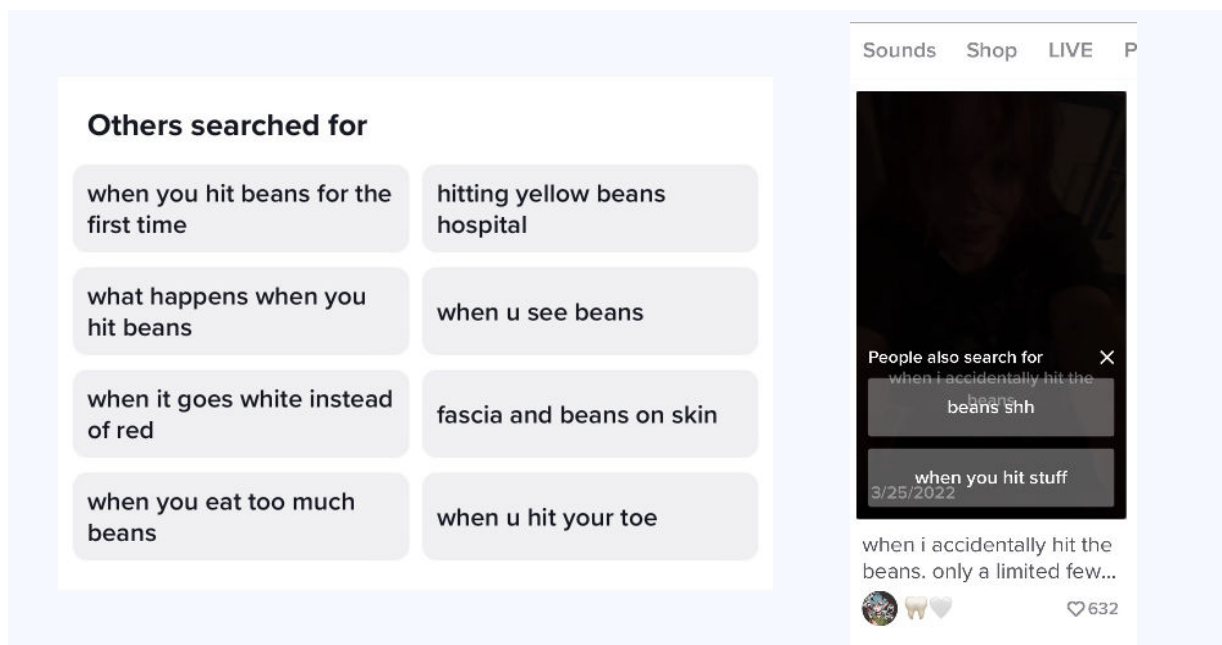 Others searched for
when you hit beans for the
first time
hitting yellow beans
hospital
what happens when you
hit beans
when u see beans
when it goes white instead
of red
fascia and beans on skin
when you eat too much
beans
when u hit your toe
Sounds Shop LIVE P
People also search for
when i accidentally hit the
beans
beans shh
when you hit stuff
3/25/2022
when i accidentally hit the
beans. only a limited few...
632